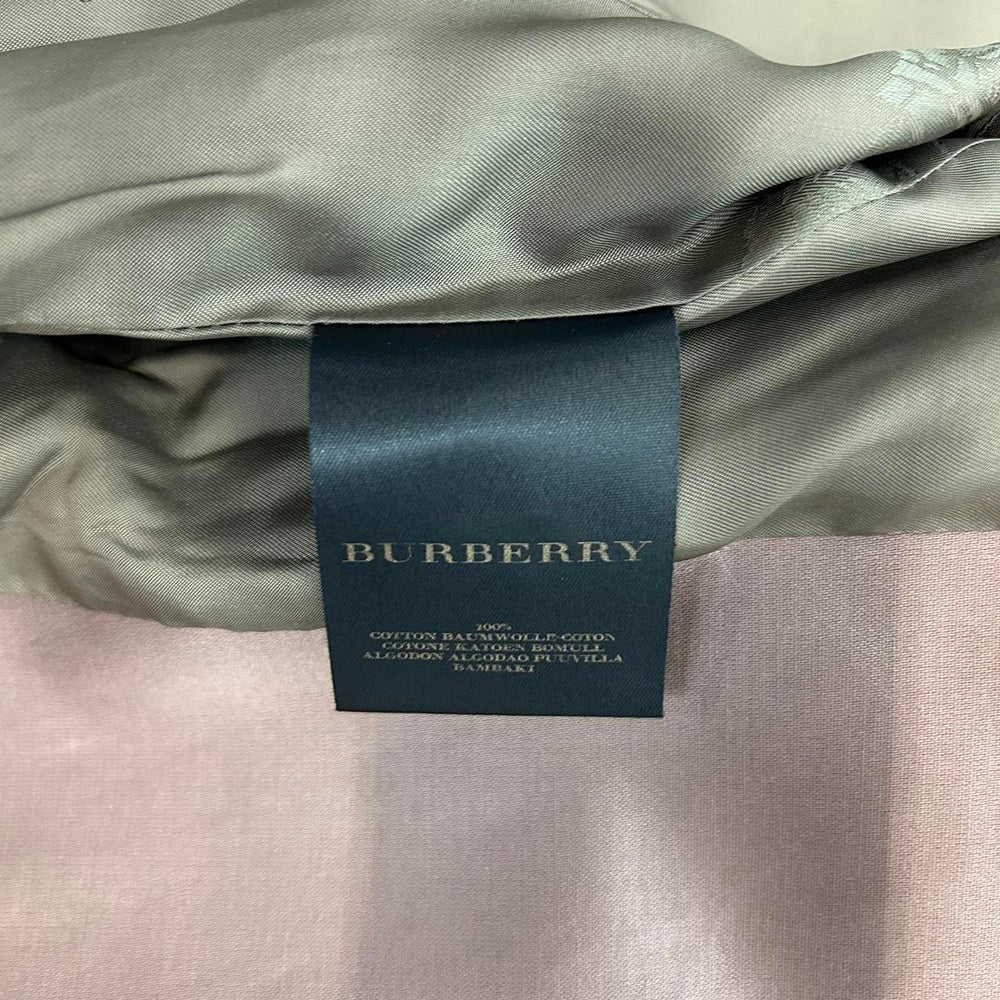 BURBERRY
100%
COTTON BAUMWOLLE-COTON
COTONE KATOEN BOMULL
ALGODON ALGODAO PUUVILLA
BAMBAKI